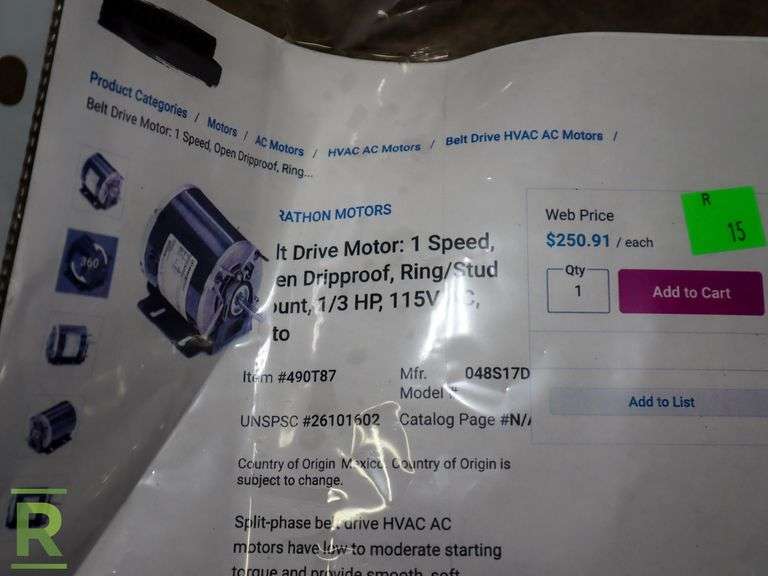 Product Categories / Motors / AC Motors / HVAC AC Motors / Belt Drive HVAC AC Motors /
Belt Drive Motor: 1 Speed, Open Dripproof, Ring...
RATHON MOTORS
lt Drive Motor: 1 Speed,
en Dripproof, Ring/Stud
unt, 1/3 HP, 115V C,
to
Web Price
$250.91 / each
R
15
Qty
1
Add to Cart
Add to List
360
Item #490T87
Mfr. 048S17D
Model #
UNSPSC #26101602
Catalog Page #N/
Country of Origin Mexico. Country of Origin is
subject to change.
Split-phase belt drive HVAC AC
motors have low to moderate starting
torque and provide smooth, soft
R